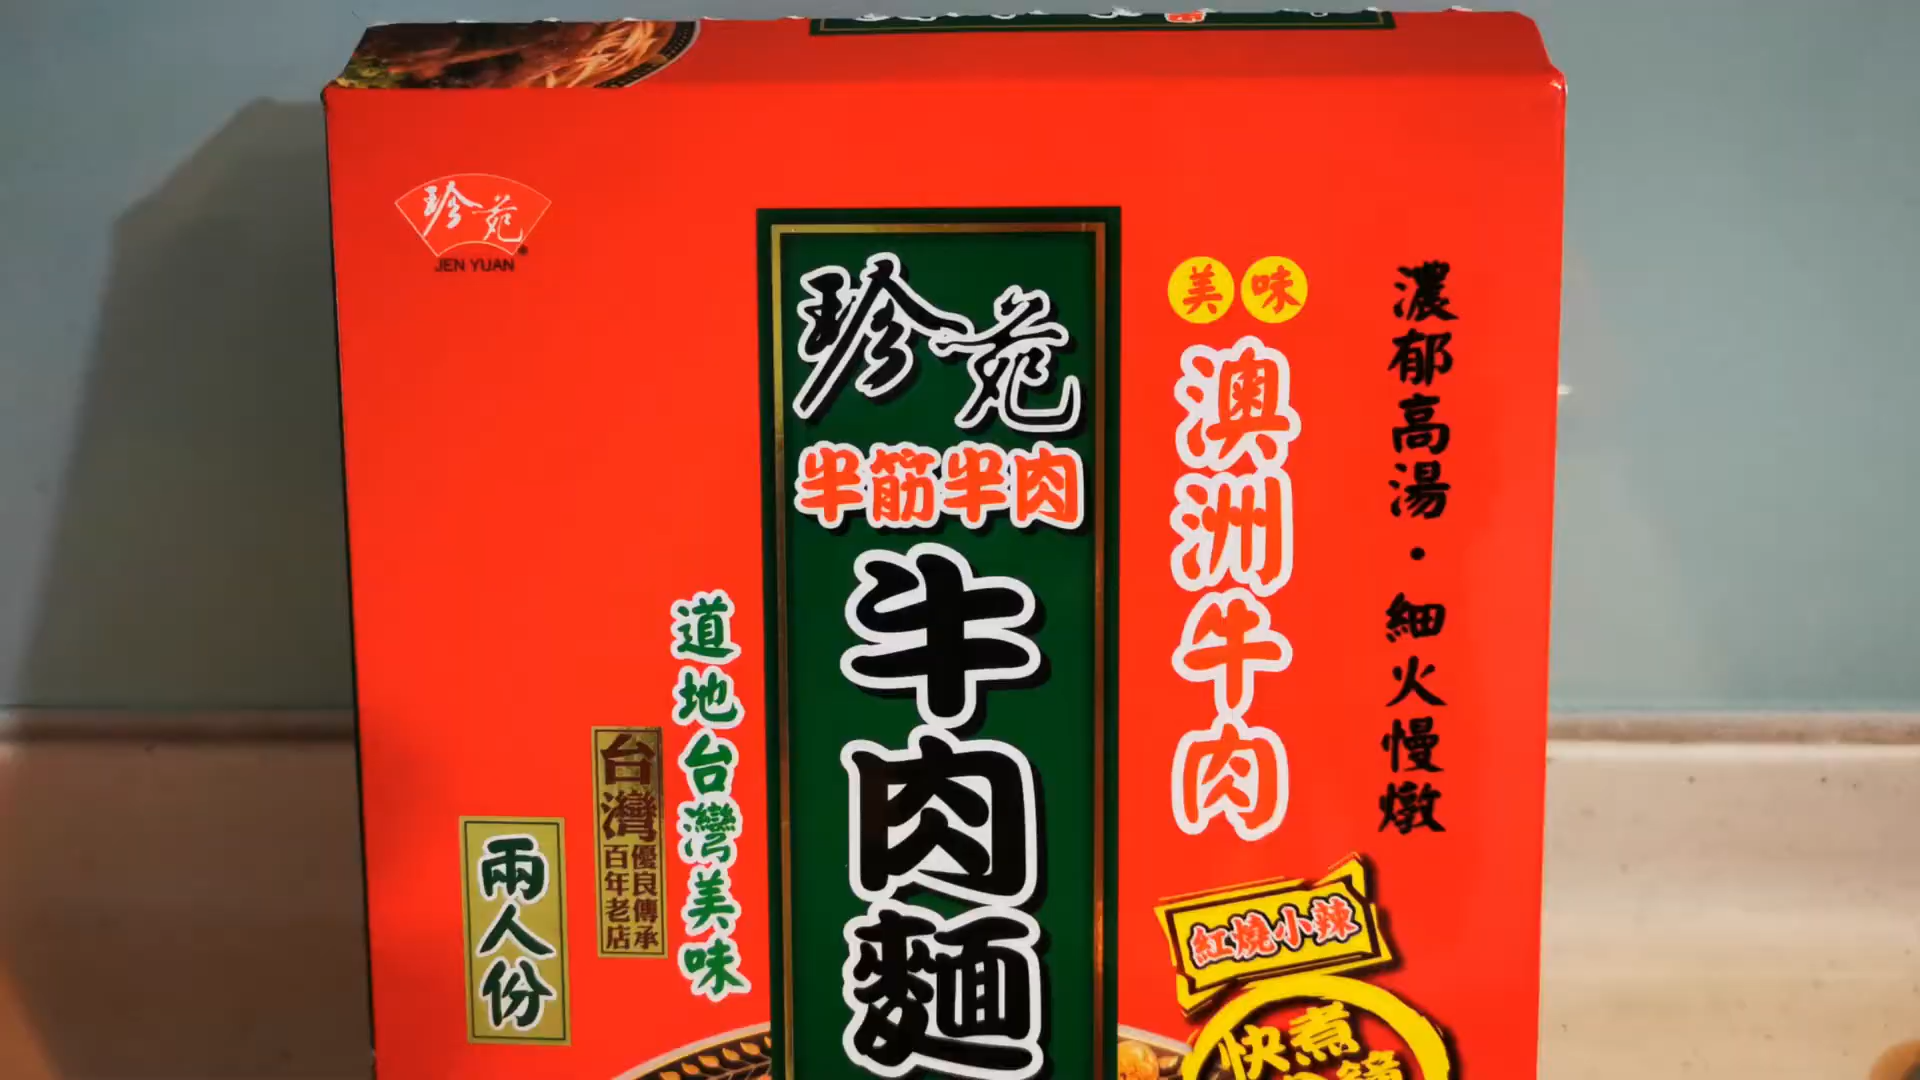 珍苑
JEN YUAN
珍苑
半筋半肉
牛肉麵
美味
澳洲牛肉
濃郁高湯・細火慢燉
道地台灣美味
台灣
優良傳承
百年老店
兩人份
紅燒小辣
快煮